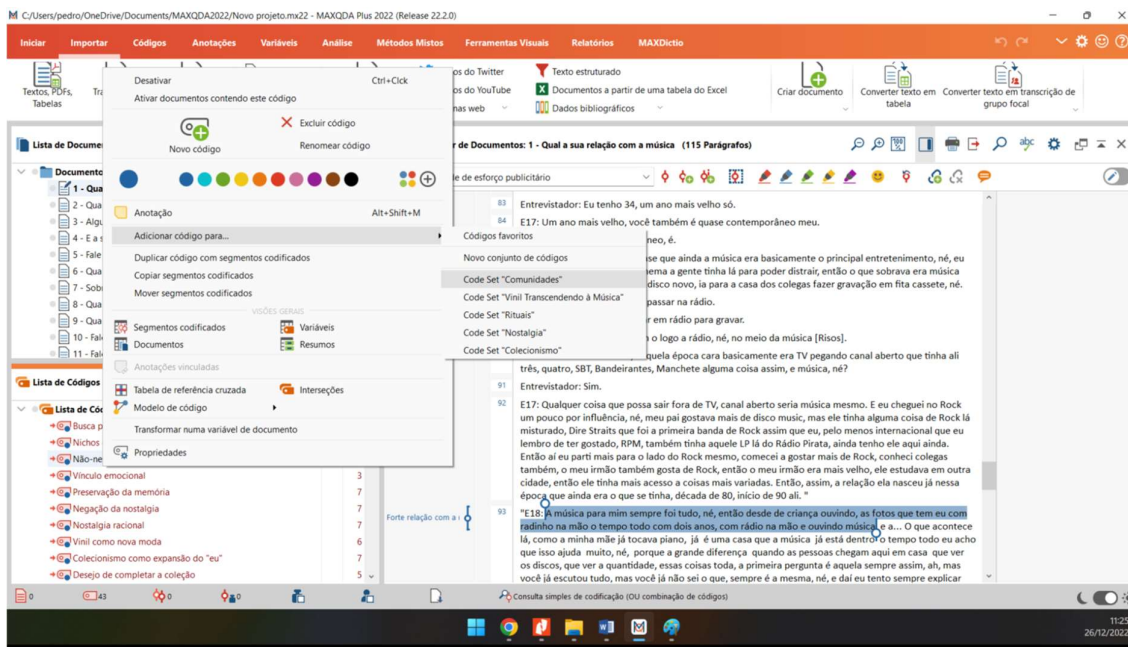 C:/Users/pedro/OneDrive/Documents/MAXQDA2022/Novo projeto.mx22 - MAXQDA Plus 2022 (Release 22.2.0)
Iniciar Importar Códigos Anotações Variáveis Análise Métodos Mistos Ferramentas Visuais Relatórios MAXDictio
Textos, PDFs,
Tabelas
os do Twitter
os do YouTube
nas web
Texto estruturado
Documentos a partir de uma tabela do Excel
Dados bibliográficos
Criar documento
Converter texto em
tabela
Converter texto em transcrição de
grupo focal
Desativar Ctrl+Clck
Ativar documentos contendo este código
Novo código
Excluir código
Renomear código
Anotação Alt+Shift+M
Adicionar código para...
Duplicar código com segmentos codificados
Copiar segmentos codificados
Mover segmentos codificados
VISÕES GERAIS
Segmentos codificados Variáveis
Documentos Resumos
Anotações vinculadas
Tabela de referência cruzada Interseções
Modelo de código
Transformar num variável de documento
Propriedades
Códigos favoritos
Novo conjunto de códigos
Code Set "Comunidades"
Code Set "Vinil Transcendendo à Música"
Code Set "Rituais"
Code Set "Nostalgia"
Code Set "Colecionismo"
Lista de Docume
Documento
1 - Qua
2 - Qua
3 - Algu
4 - E a s
5 - Fale
6 - Qua
7 - Sob
8 - Qua
9 - Qua
10 - Fal
11 - Fal
Lista de Códigos
Lista de Cód
Busca p
Nichos
Não-ne
Vínculo emocional 3
Preservação da memória 7
Negação da nostalgia 7
Nostalgia racional 7
Vinil como nova moda 6
Colecionismo como expansão do "eu" 7
Desejo de completar a coleção 5
r de Documentos: 1 - Qual a sua relação com a música (115 Parágrafos)
le de esforço publicitário
83 Entrevistador: Eu tenho 34, um ano mais velho só.
84 E17: Um ano mais velho, você também é quase contemporâneo meu.
neo, é.
se que ainda a música era basicamente o principal entretenimento, né, eu
nema a gente tinha lá para poder distrair, então o que sobrava era música
disco novo, ia para a casa dos colegas fazer gravação em fita cassete, né.
passar na rádio.
r em rádio para gravar.
o logo a rádio, né, no meio da música [Risos].
quela época cara basicamente era TV pegando canal aberto que tinha ali
três, quatro, SBT, Bandeirantes, Manchete alguma coisa assim, e música, né?
91 Entrevistador: Sim.
92 E17: Qualquer coisa que possa sair fora de TV, canal aberto seria música mesmo. E eu cheguei no Rock
um pouco por influência, né, meu pai gostava mais de disco music, mas ele tinha alguma coisa de Rock lá
misturado, Dire Straits que foi a primeira banda de Rock assim que eu, pelo menos internacional que eu
lembro de ter gostado, RPM, também tinha aquele LP lá do Rádio Pirata, ainda tenho ele aqui ainda.
Então aí eu parti mais para o lado do Rock mesmo, comecei a gostar mais de Rock, conheci colegas
também, o meu irmão também gosta de Rock, então o meu irmão era mais velho, ele estudava em outra
cidade, então ele tinha mais acesso a coisas mais variadas. Então, assim, a relação ela nasceu já nessa
época que ainda era o que se tinha, década de 80, início de 90 ali. "
Forte relação com a
93 "E18: A música para mim sempre foi tudo, né, então desde de criança ouvindo, as fotos que tem eu com
radinho na mão o tempo todo com dois anos, com rádio na mão e ouvindo música, e a... O que acontece
lá, como a minha mãe já tocava piano, já é uma casa que a música já está dentro o tempo todo eu acho
que isso ajuda muito, né, porque a grande diferença quando as pessoas chegam aqui em casa que ver
os discos, que ver a quantidade, essas coisas toda, a primeira pergunta é aquela sempre assim, ah, mas
você já escutou tudo, mas você já não sei o que, sempre é a mesma, né, e daí eu tento sempre explicar
0 43 0 0
Consulta simples de codificação (OU combinação de códigos)
11:25
26/12/2022